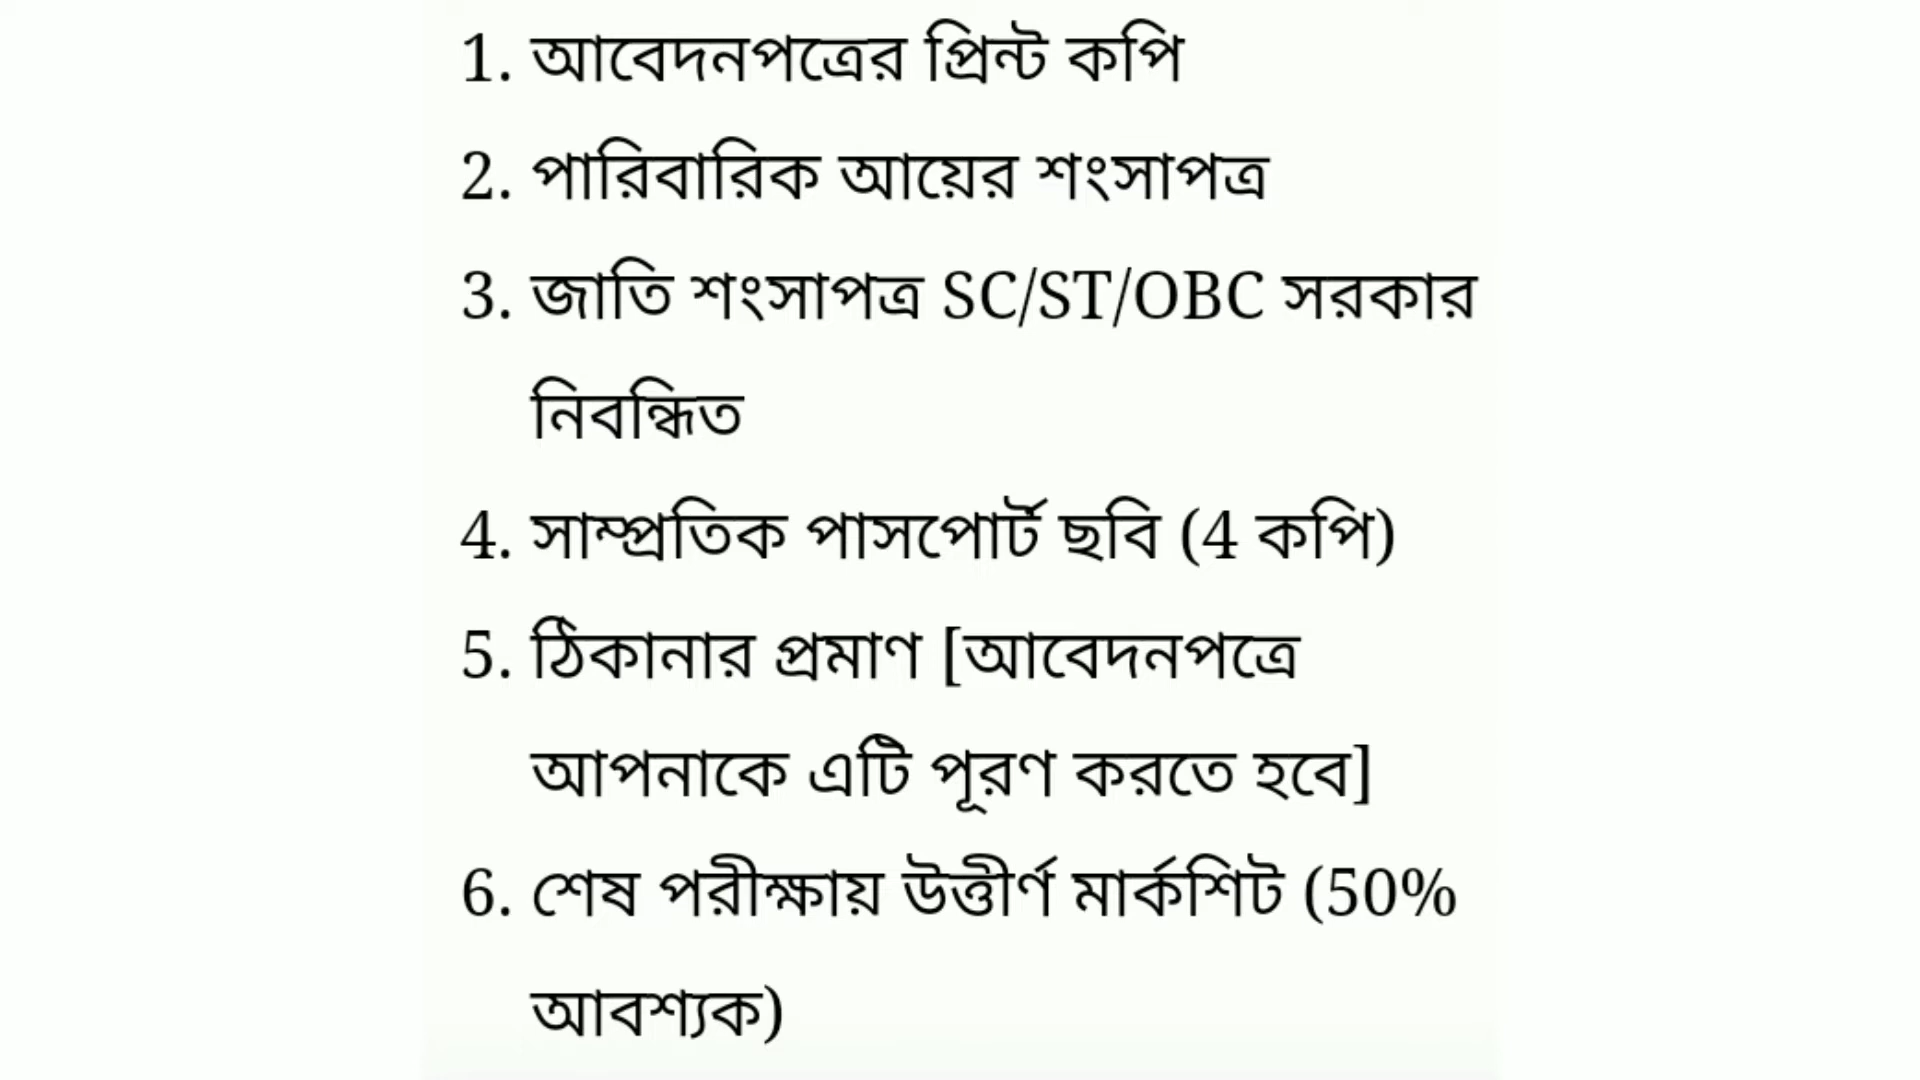 1. আবেদনপত্রের প্রিন্ট কপি
2. পারিবারিক আয়ের শংসাপত্র
3. জাতি শংসাপত্র SC/ST/OBC সরকার
নিবন্ধিত
4. সাম্প্রতিক পাসপোর্ট ছবি (4 কপি)
5. ঠিকানার প্রমাণ [আবেদনপত্রে
আপনাকে এটি পূরণ করতে হবে]
6. শেষ পরীক্ষায় উত্তীর্ণ মার্কশিট (50%
আবশ্যক)